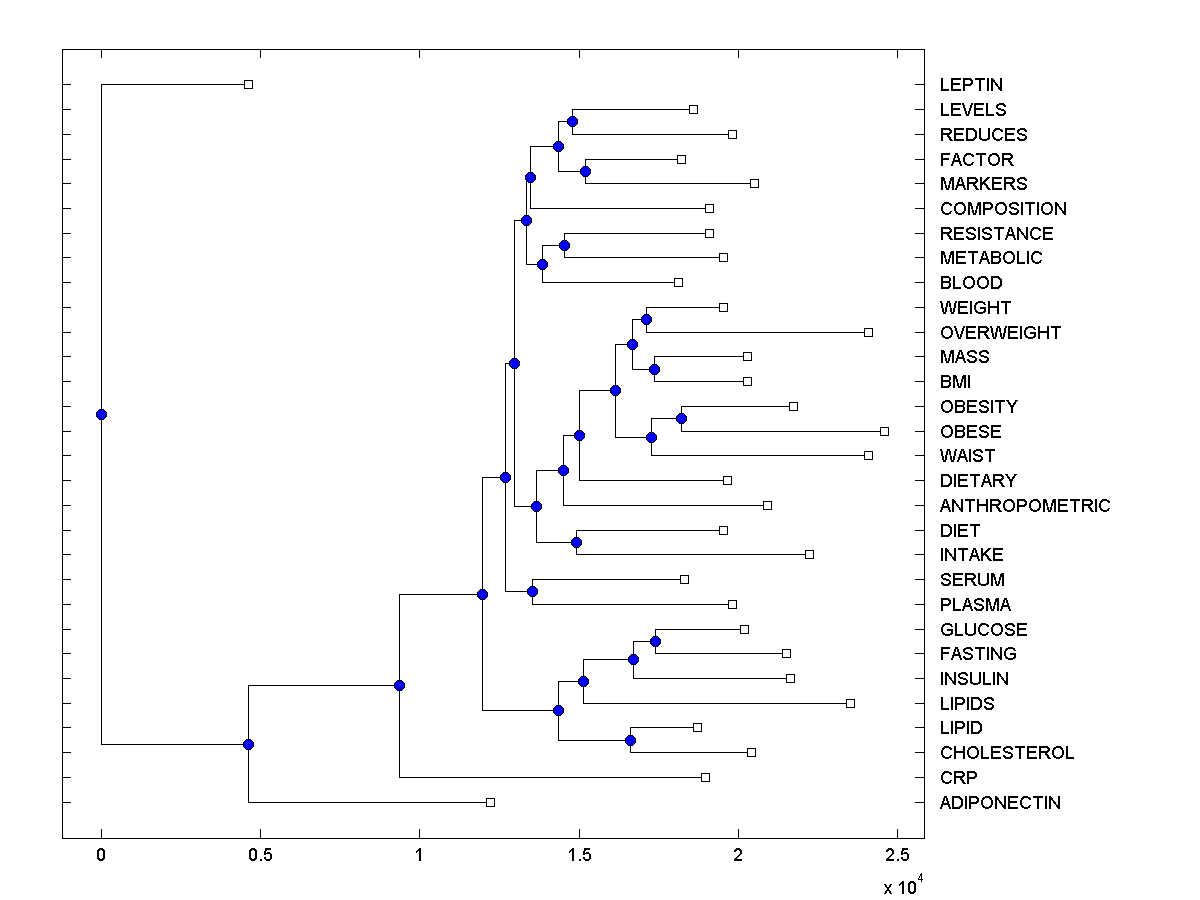 LEPTIN
LEVELS
REDUCES
FACTOR
MARKERS
COMPOSITION
RESISTANCE
METABOLIC
BLOOD
WEIGHT
OVERWEIGHT
MASS
BMI
OBESITY
OBESE
WAIST
DIETARY
ANTHROPOMETRIC
DIET
INTAKE
SERUM
PLASMA
GLUCOSE
FASTING
INSULIN
LIPIDS
LIPID
CHOLESTEROL
CRP
ADIPONECTIN
0 0.5 1 1.5 2 2.5
x 10^4